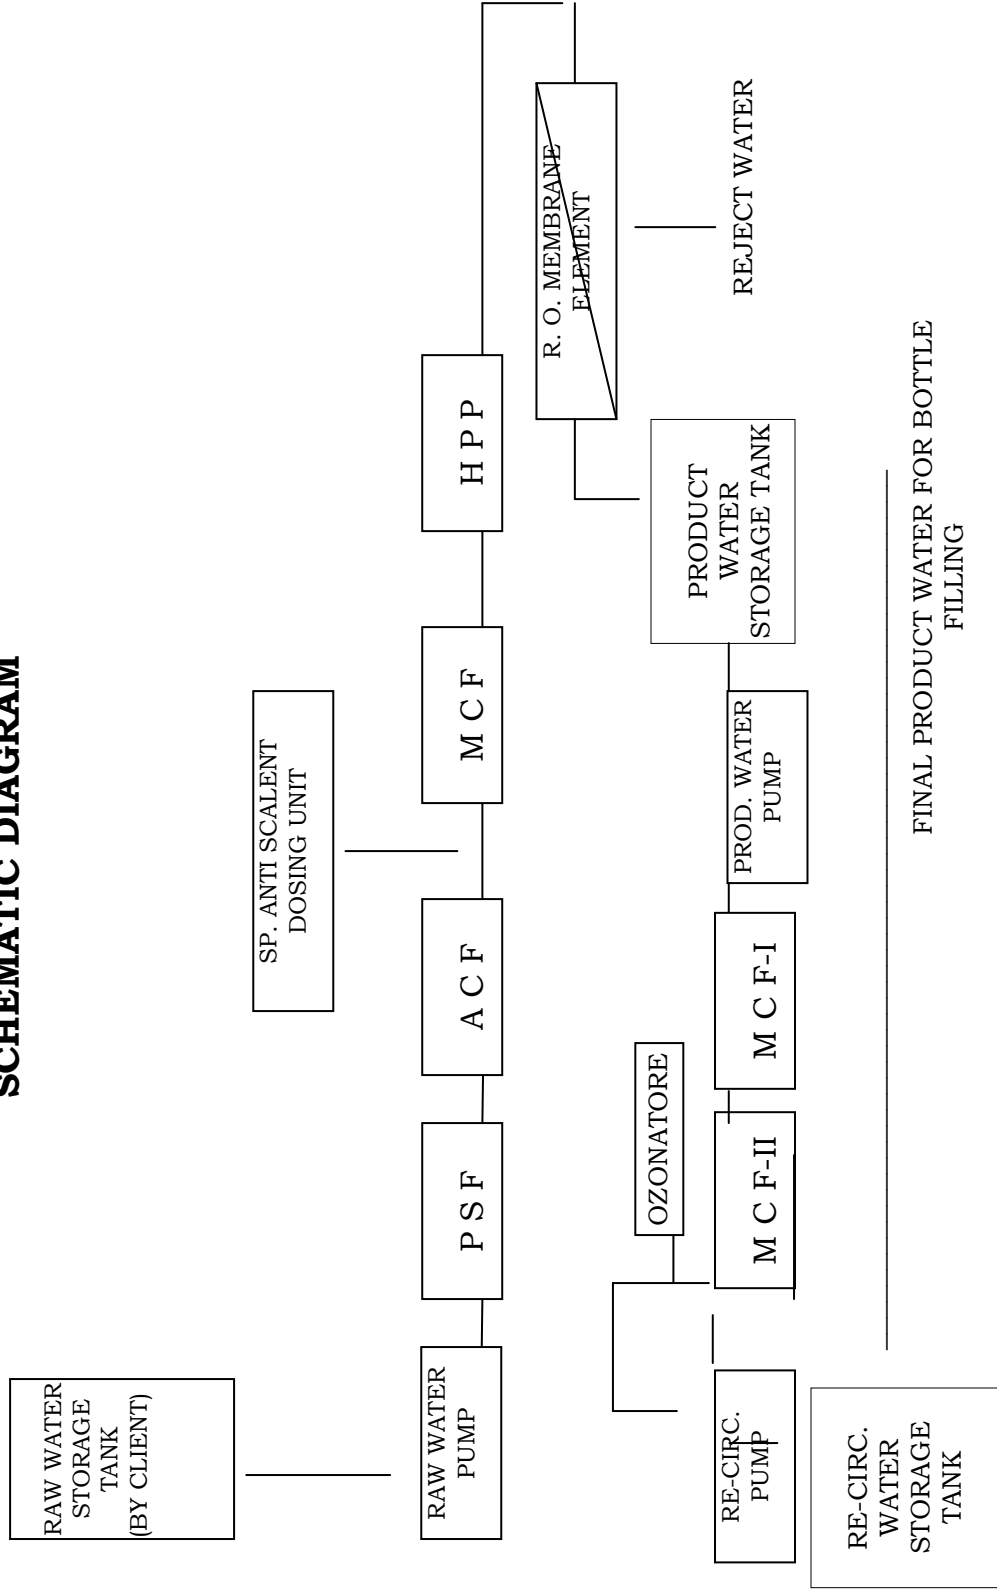 SCHEMATIC DIAGRAM
RAW WATER
STORAGE
TANK
(BY CLIENT)
SP. ANTI SCALENT
DOSING UNIT
RAW WATER
PUMP
P S F
A C F
M C F
H P P
R. O. MEMBRANE
ELEMENT
REJECT WATER
OZONATORE
RE-CIRC.
PUMP
M C F-II
M C F-I
PROD. WATER
PUMP
PRODUCT
WATER
STORAGE TANK
RE-CIRC.
WATER
STORAGE
TANK
FINAL PRODUCT WATER FOR BOTTLE
FILLING